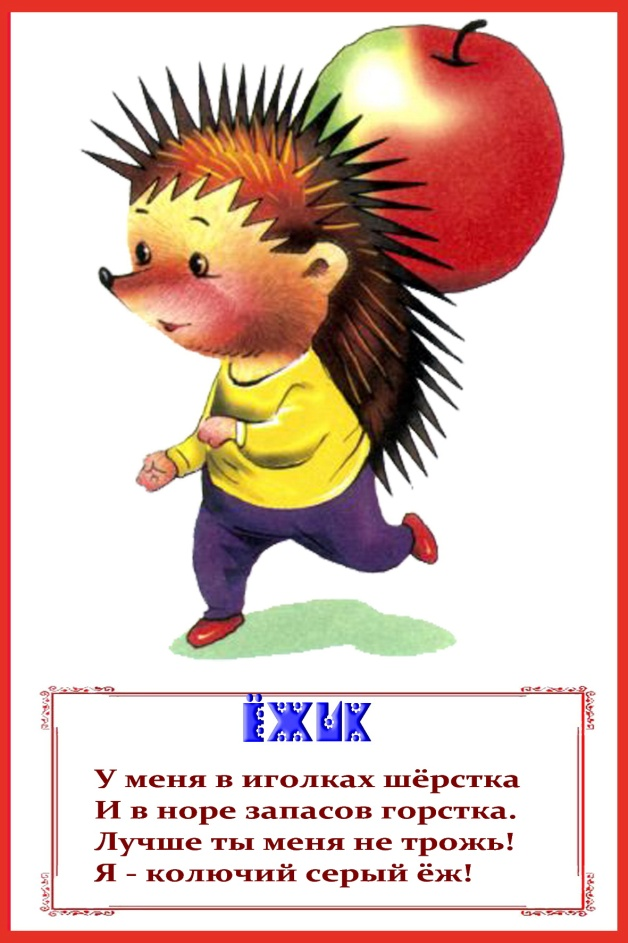 ЁЖИК
У меня в иголках шёрстка
И в норе запасов горстка.
Лучше ты меня не трожь!
Я - колючий серый ёж!